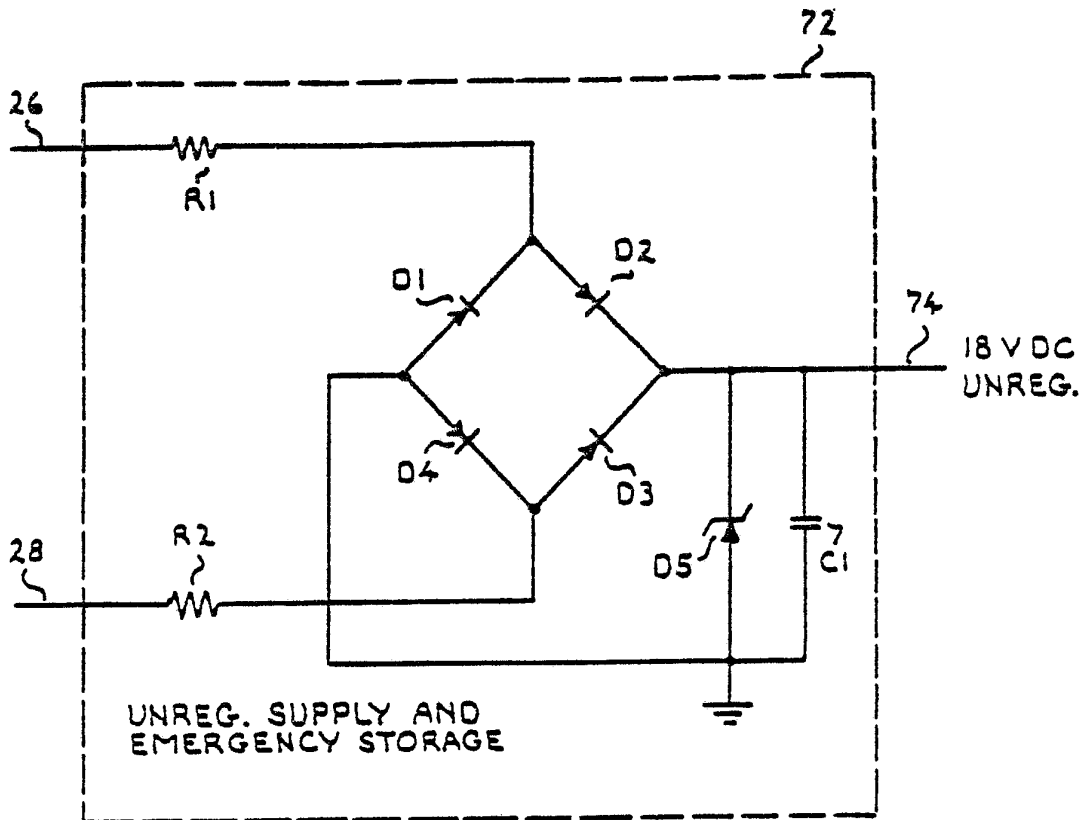 72
26
R1
D1
D2
74
18 V DC
UNREG.
D4
D3
28
R2
D5
C1
UNREG. SUPPLY AND
EMERGENCY STORAGE